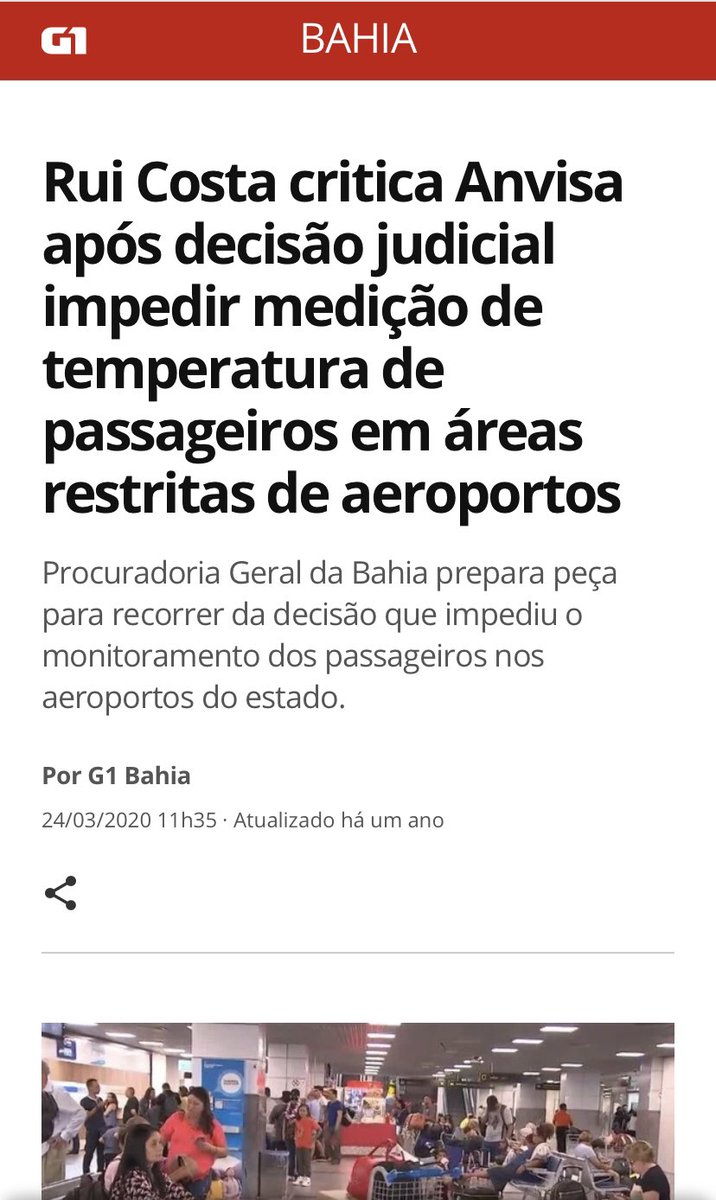 G1 BAHIA
Rui Costa critica Anvisa
após decisão judicial
impedir medição de
temperatura de
passageiros em áreas
restritas de aeroportos
Procuradoria Geral da Bahia prepara peça
para recorrer da decisão que impediu o
monitoramento dos passageiros nos
aeroportos do estado.
Por G1 Bahia
24/03/2020 11h35 · Atualizado há um ano